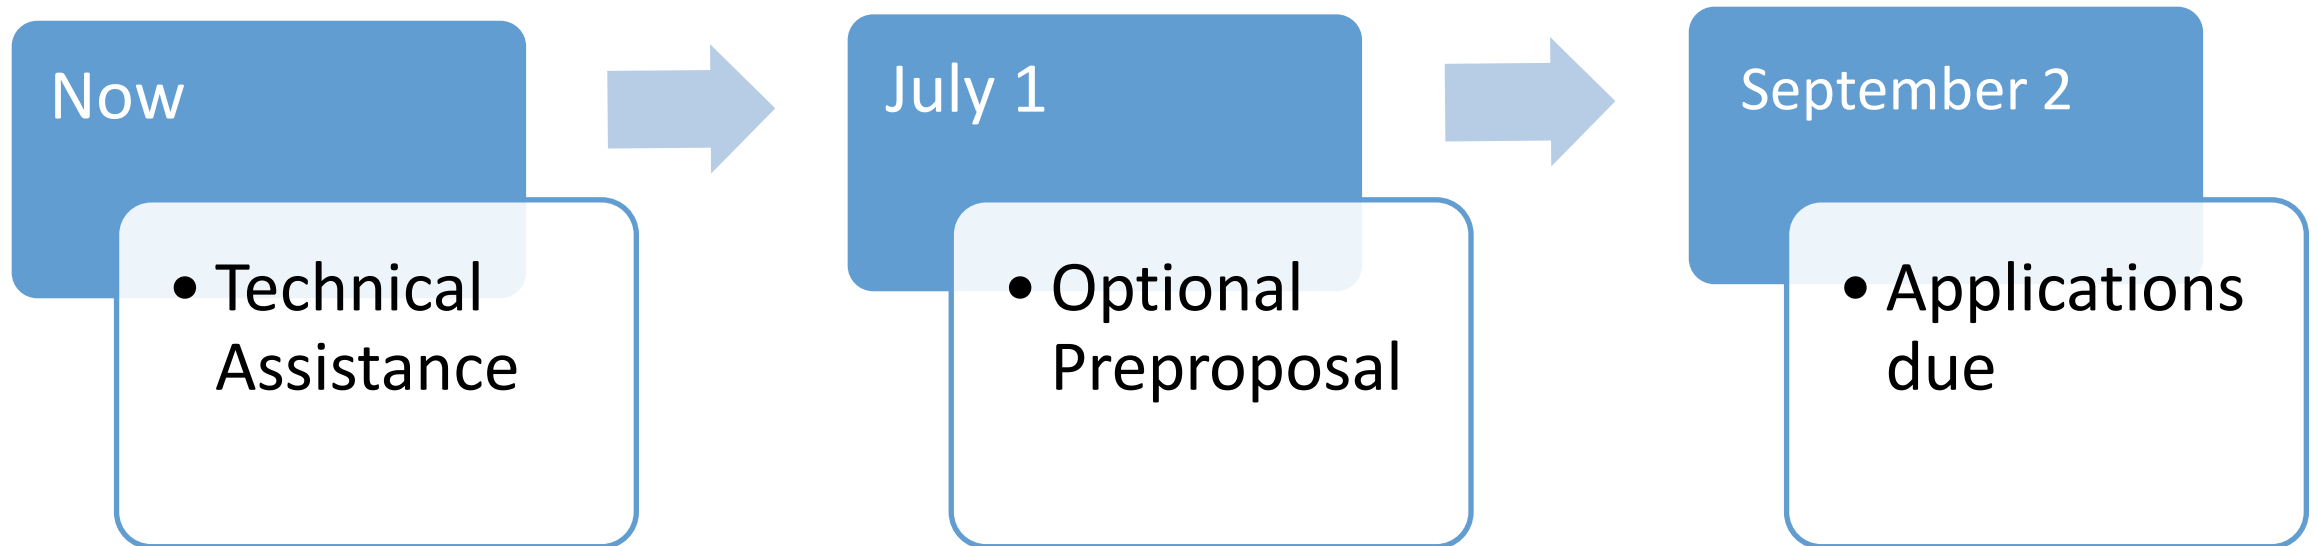 Now
• Technical
Assistance
July 1
• Optional
Preproposal
September 2
• Applications
due